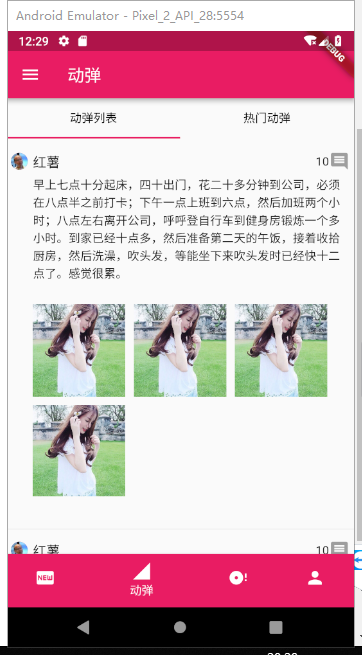 Android Emulator - Pixel_2_API_28:5554
12:29
DEBUG
动弹
动弹列表
热门动弹
红薯
10
早上七点十分起床，四十出门，花二十多分钟到公司，必须
在八点半之前打卡；下午一点上班到六点，然后加班两个小
时；八点左右离开公司，呼呼登自行车到健身房锻炼一个多
小时。到家已经十点多，然后准备第二天的午饭，接着收拾
厨房，然后洗澡，吹头发，等能坐下来吹头发时已经快十二
点了。感觉很累。
红薯
10
NEW
动弹